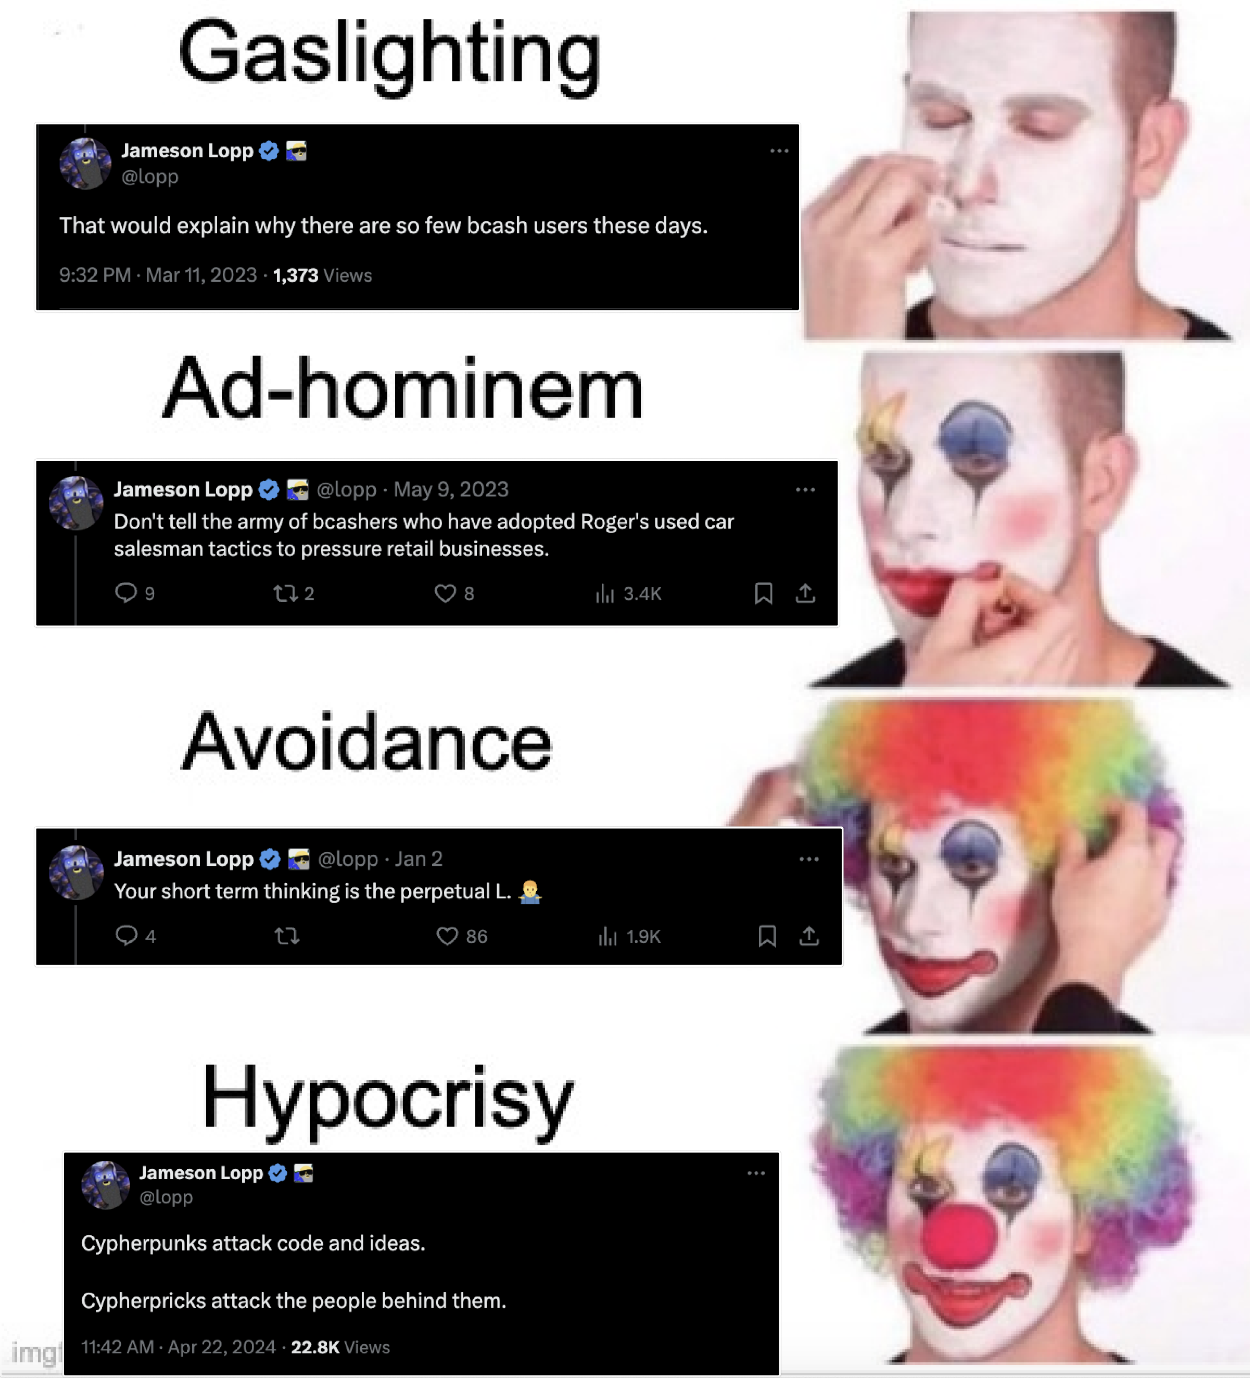 Gaslighting
Jameson Lopp
@lopp
That would explain why there are so few bcash users these days.
9:32 PM · Mar 11, 2023 · 1,373 Views
Ad-hominem
Jameson Lopp @lopp · May 9, 2023
Don't tell the army of bcashers who have adopted Roger's used car
salesman tactics to pressure retail businesses.
9 2 8 3.4K
Avoidance
Jameson Lopp @lopp · Jan 2
Your short term thinking is the perpetual L. 🤷‍♂️
4 86 1.9K
Hypocrisy
Jameson Lopp
@lopp
Cypherpunks attack code and ideas.
Cypherpricks attack the people behind them.
11:42 AM · Apr 22, 2024 · 22.8K Views